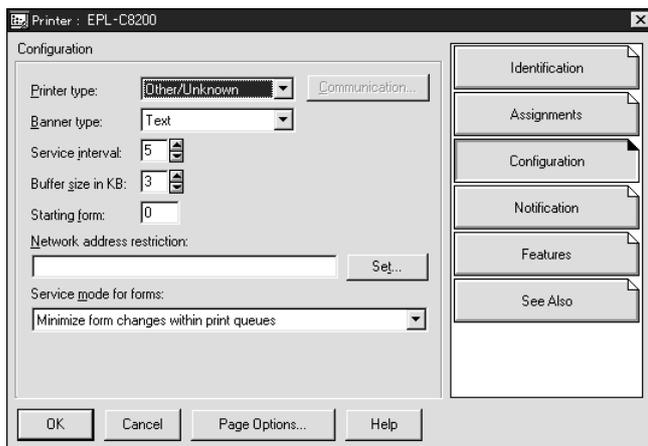 Printer : EPL-C8200
Configuration
Printer type: Other/Unknown Communication...
Banner type: Text
Service interval: 5
Buffer size in KB: 3
Starting form: 0
Network address restriction:
Set...
Service mode for forms:
Minimize form changes within print queues
Identification
Assignments
Configuration
Notification
Features
See Also
OK Cancel Page Options... Help